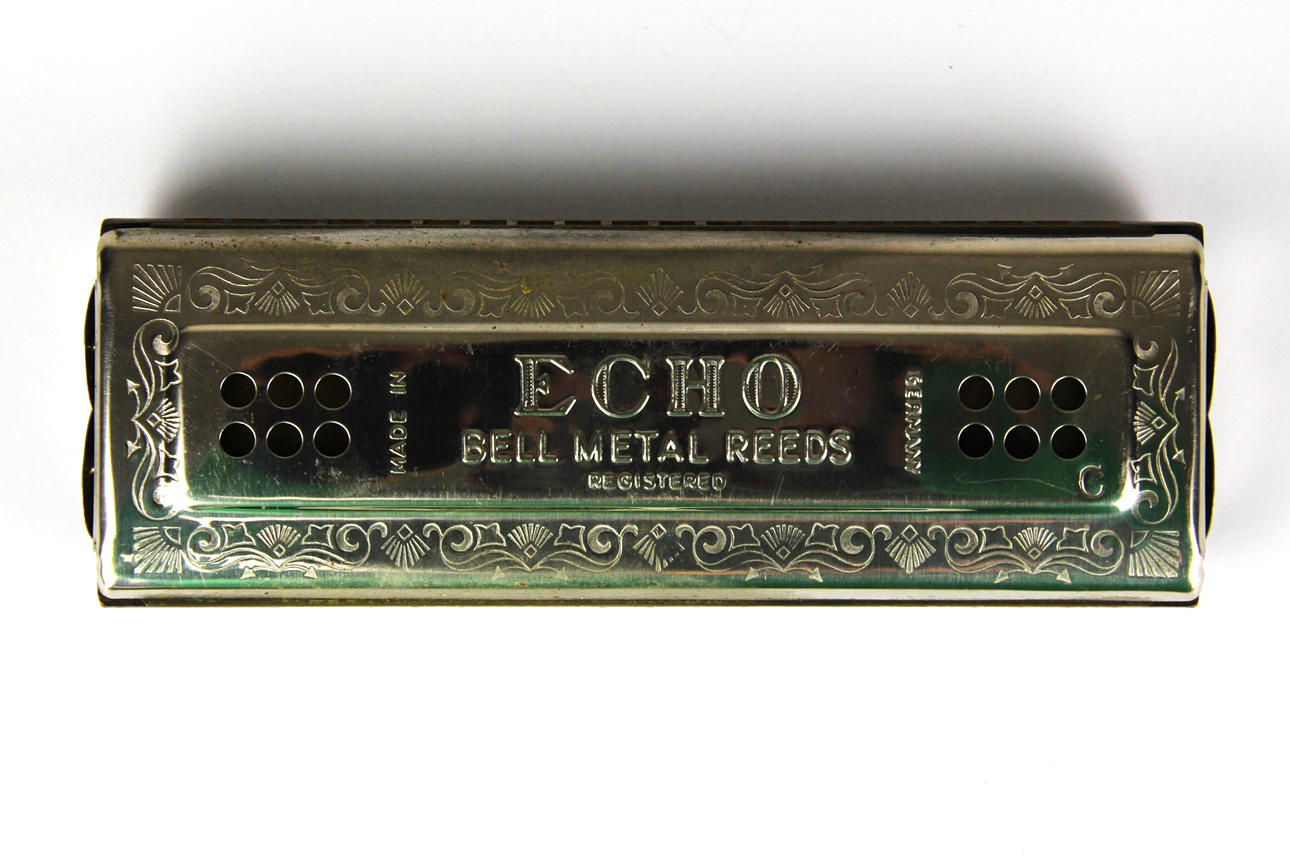 MADE IN
ECHO
BELL METAL REEDS
REGISTERED
GERMANY
C